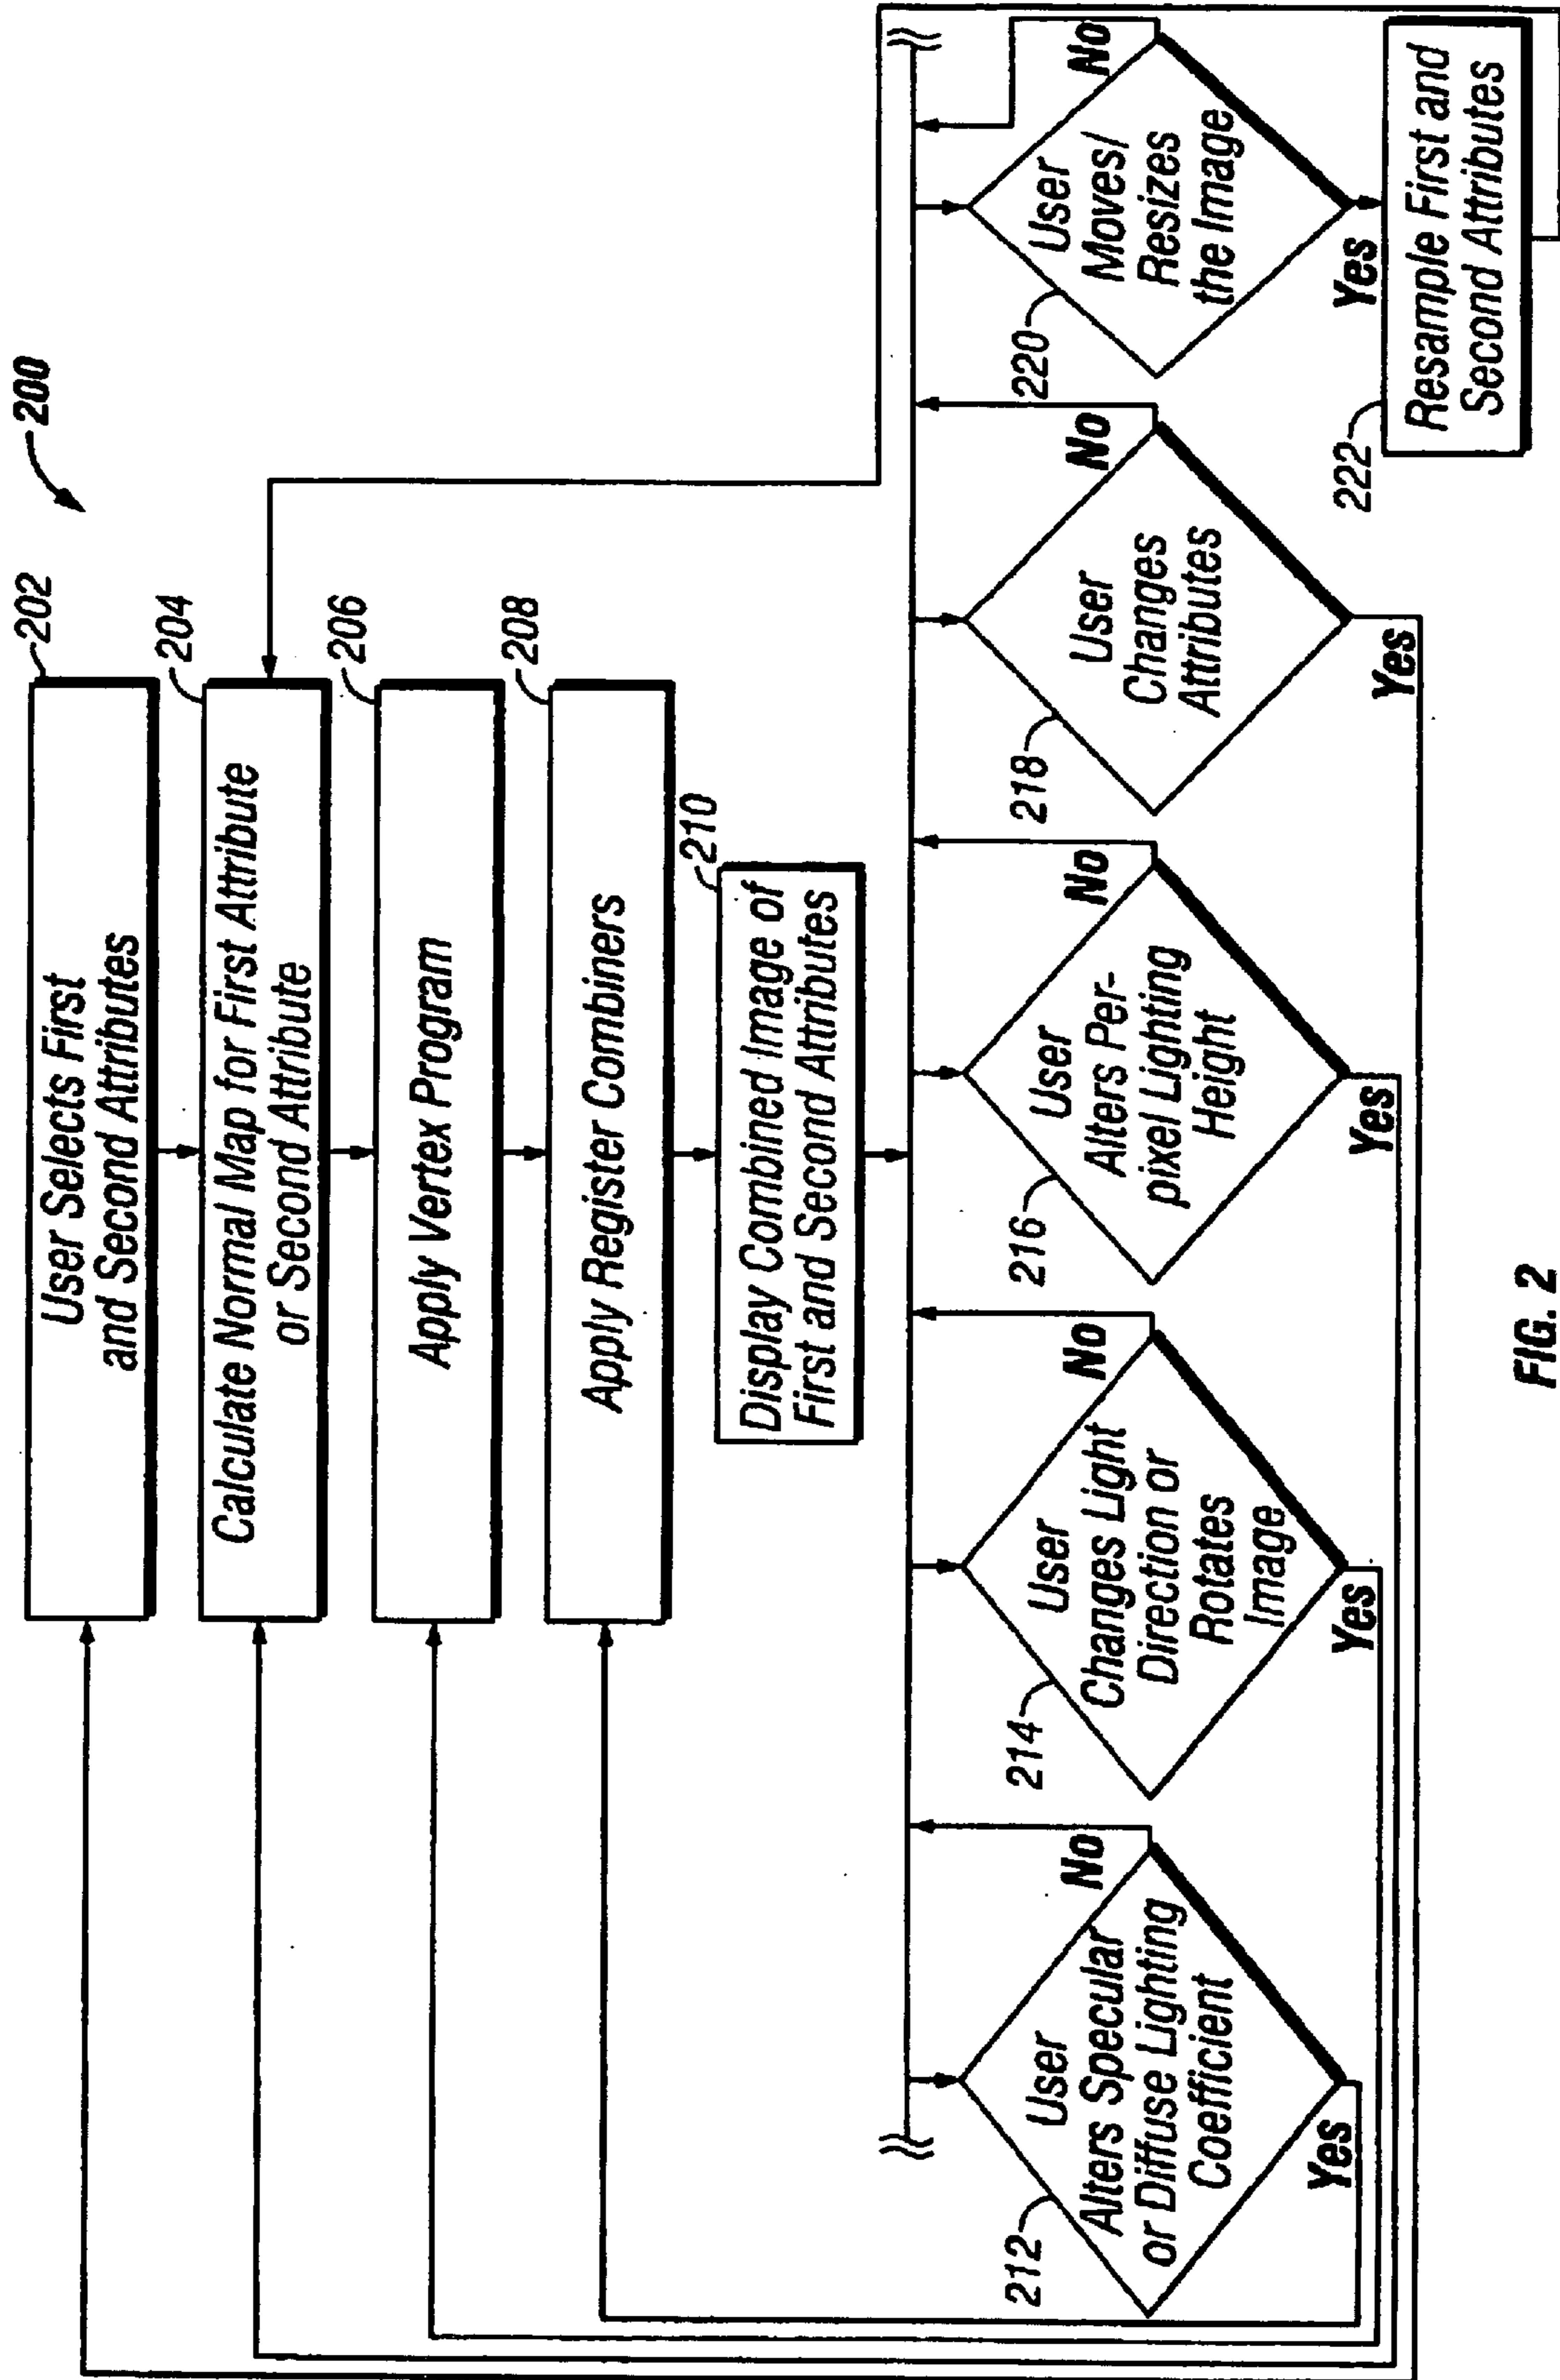 200
202
User Selects First
and Second Attributes
204
Calculate Normal Map for First Attribute
or Second Attribute
206
Apply Vertex Program
208
Apply Register Combiners
210
Display Combined Image of
First and Second Attributes
212
User
Alters Specular
or Diffuse Lighting
Coefficient
No
Yes
214
User
Changes Light
Direction or
Rotates
Image
No
Yes
216
User
Alters Per-
pixel Lighting
Height
No
Yes
218
User
Changes
Attributes
No
Yes
220
User
Moves/
Resizes
the Image
No
Yes
222
Resample First and
Second Attributes
FIG. 2